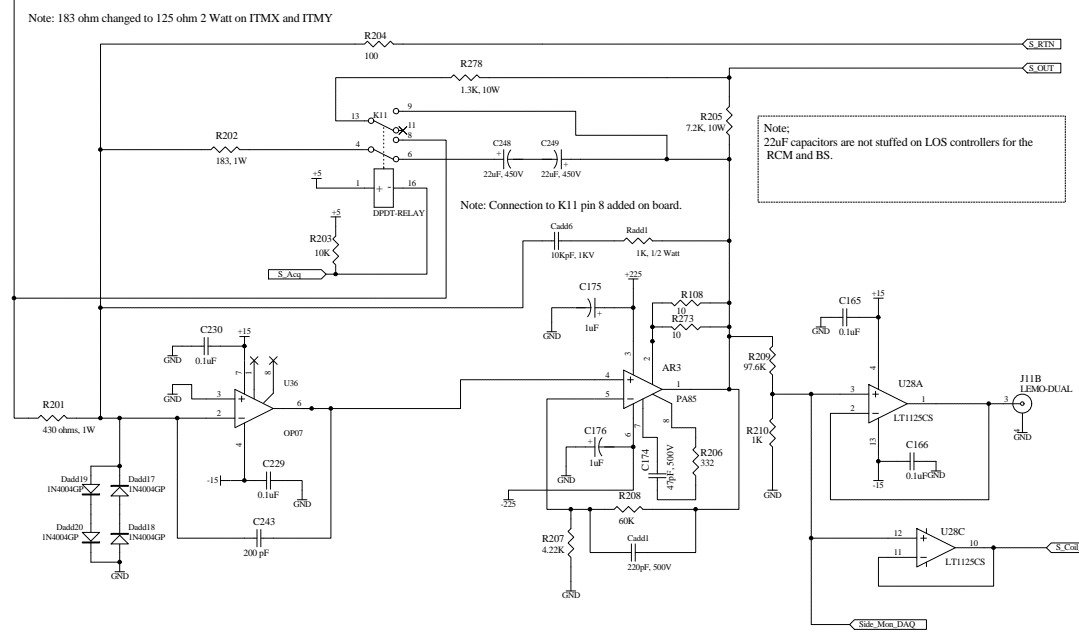 Note: 183 ohm changed to 125 ohm 2 Watt on ITMX and ITMY
R204
100
S_RTN
R278
1.3K, 10W
S_OUT
K11
9
13
11
8
R205
7.2K, 10W
Note;
22uF capacitors are not stuffed on LOS controllers for the
RCM and BS.
R202
183, 1W
4
6
C248
22uF, 450V
+
C249
22uF, 450V
+
+5
1
+ -
16
DPDT-RELAY
Note: Connection to K11 pin 8 added on board.
+5
R203
10K
S_Acq
Cadd6
10KpF, 1KV
Radd1
1K, 1/2 Watt
+225
C175
1uF
+
GND
R108
10
R273
10
C165
0.1uF
+15
GND
C230
0.1uF
+15
GND
7
1
8
U36
GND
3
2
+
-
6
OP07
4
R201
430 ohms, 1W
-15
C229
0.1uF
GND
C243
200 pF
Dadd19
1N4004GP
Dadd17
1N4004GP
Dadd20
1N4004GP
Dadd18
1N4004GP
GND
3
2
AR3
4
5
+
-
1
PA85
6
7
8
C176
1uF
+
GND
-225
C174
47pF, 500V
R206
332
R208
60K
R207
4.22K
GND
Cadd1
220pF, 500V
R209
97.6K
R210
1K
GND
4
3
2
+
-
U28A
1
LT1125CS
13
C166
0.1uF
GND
-15
J11B
LEMO-DUAL
3
4
GND
12
11
+
-
U28C
10
LT1125CS
S_Coil
Side_Mon_DAQ